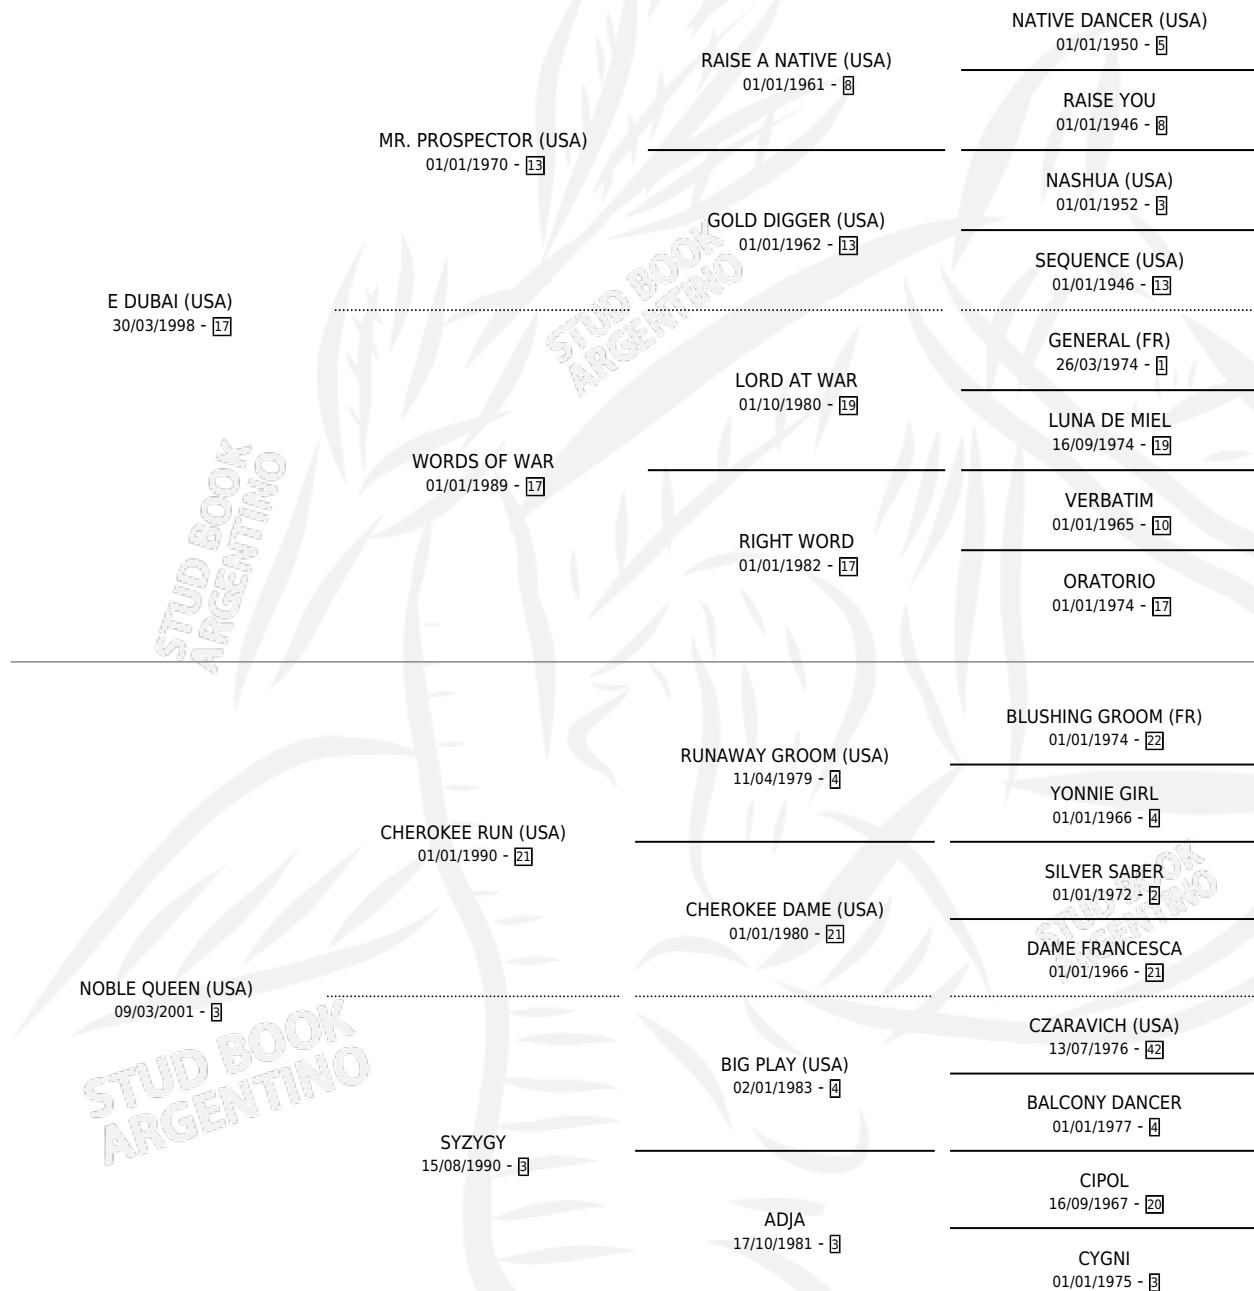 NATIVE DANCER (USA)
01/01/1950 - 5
RAISE A NATIVE (USA)
01/01/1961 - 8
RAISE YOU
01/01/1946 - 8
MR. PROSPECTOR (USA)
01/01/1970 - 13
NASHUA (USA)
01/01/1952 - 3
GOLD DIGGER (USA)
01/01/1962 - 13
SEQUENCE (USA)
01/01/1946 - 13
E DUBAI (USA)
30/03/1998 - 17
GENERAL (FR)
26/03/1974 - 1
LORD AT WAR
01/10/1980 - 19
LUNA DE MIEL
16/09/1974 - 19
WORDS OF WAR
01/01/1989 - 17
VERBATIM
01/01/1965 - 10
RIGHT WORD
01/01/1982 - 17
ORATORIO
01/01/1974 - 17
BLUSHING GROOM (FR)
01/01/1974 - 22
RUNAWAY GROOM (USA)
11/04/1979 - 4
YONNIE GIRL
01/01/1966 - 4
CHEROKEE RUN (USA)
01/01/1990 - 21
SILVER SABER
01/01/1972 - 2
CHEROKEE DAME (USA)
01/01/1980 - 21
DAME FRANCESCA
01/01/1966 - 21
NOBLE QUEEN (USA)
09/03/2001 - 3
CZARAVICH (USA)
13/07/1976 - 42
BIG PLAY (USA)
02/01/1983 - 4
BALCONY DANCER
01/01/1977 - 4
SYZYGY
15/08/1990 - 3
CIPOL
16/09/1967 - 20
ADJA
17/10/1981 - 3
CYGNI
01/01/1975 - 3
STUD BOOK
ARGENTINO
STUD BOOK
ARGENTINO
STUD BOOK
ARGENTINO
STUD BOOK
ARGENTINO